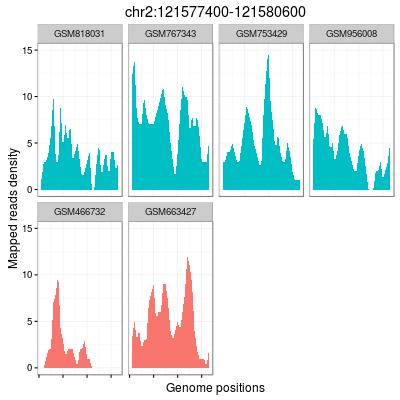 chr2:121577400-121580600
GSM818031 GSM767343 GSM753429 GSM956008
15
10
5
0
GSM466732 GSM663427
15
10
5
0
Mapped reads density
Genome positions